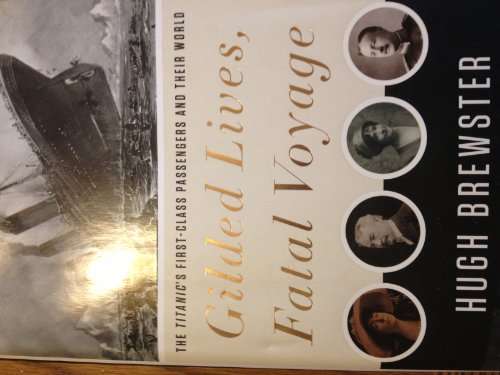 THE TITANIC'S FIRST-CLASS PASSENGERS AND THEIR WORLD
Gilded Lives,
Fatal Voyage
HUGH BREWSTER